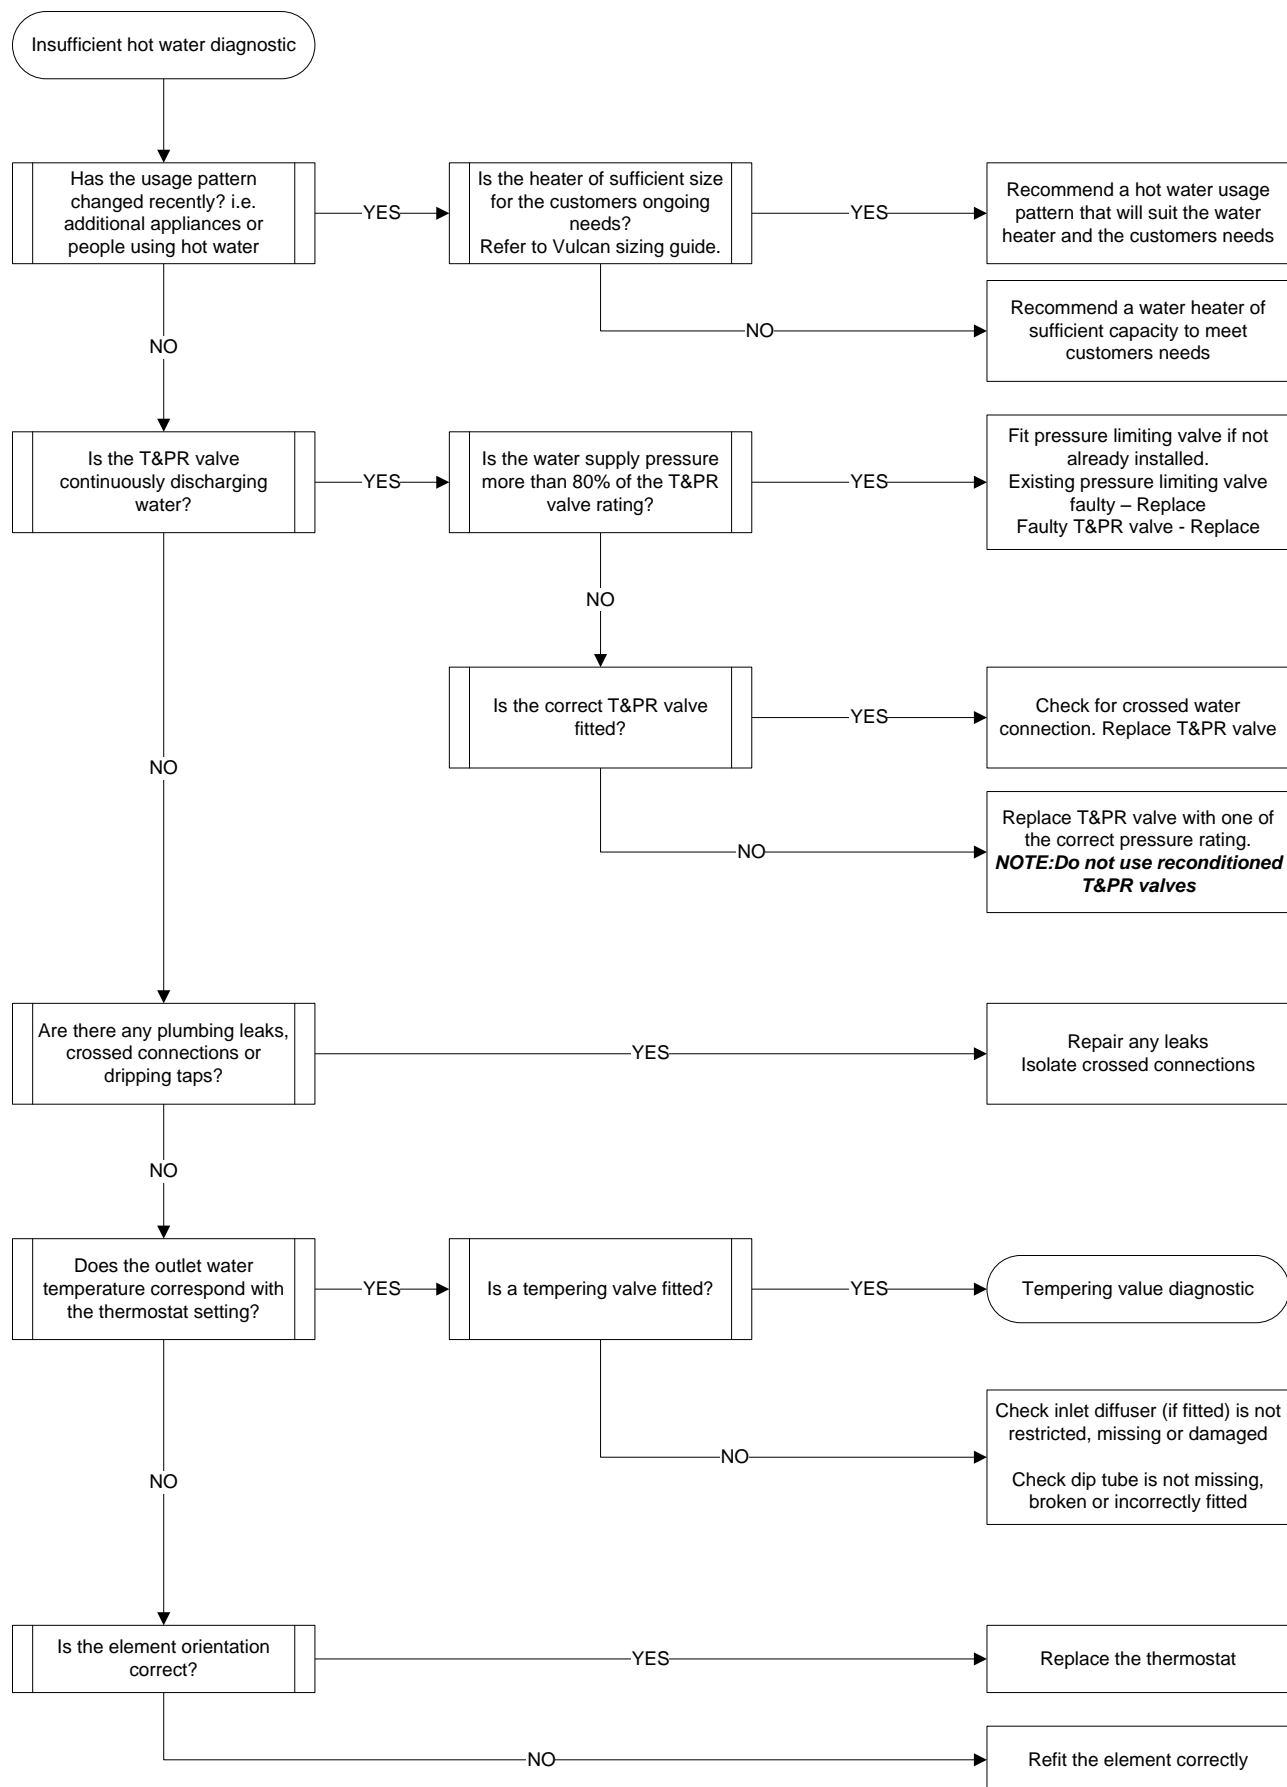 Insufficient hot water diagnostic
Has the usage pattern
changed recently? i.e.
additional appliances or
people using hot water
YES
Is the heater of sufficient size
for the customers ongoing
needs?
Refer to Vulcan sizing guide.
YES
Recommend a hot water usage
pattern that will suit the water
heater and the customers needs
NO
Recommend a water heater of
sufficient capacity to meet
customers needs
NO
Is the T&PR valve
continuously discharging
water?
YES
Is the water supply pressure
more than 80% of the T&PR
valve rating?
YES
Fit pressure limiting valve if not
already installed.
Existing pressure limiting valve
faulty – Replace
Faulty T&PR valve - Replace
NO
Is the correct T&PR valve
fitted?
YES
Check for crossed water
connection. Replace T&PR valve
NO
Replace T&PR valve with one of
the correct pressure rating.
NOTE:Do not use reconditioned
T&PR valves
NO
Are there any plumbing leaks,
crossed connections or
dripping taps?
YES
Repair any leaks
Isolate crossed connections
NO
Does the outlet water
temperature correspond with
the thermostat setting?
YES
Is a tempering valve fitted?
YES
Tempering value diagnostic
NO
Check inlet diffuser (if fitted) is not
restricted, missing or damaged
Check dip tube is not missing,
broken or incorrectly fitted
NO
Is the element orientation
correct?
YES
Replace the thermostat
NO
Refit the element correctly